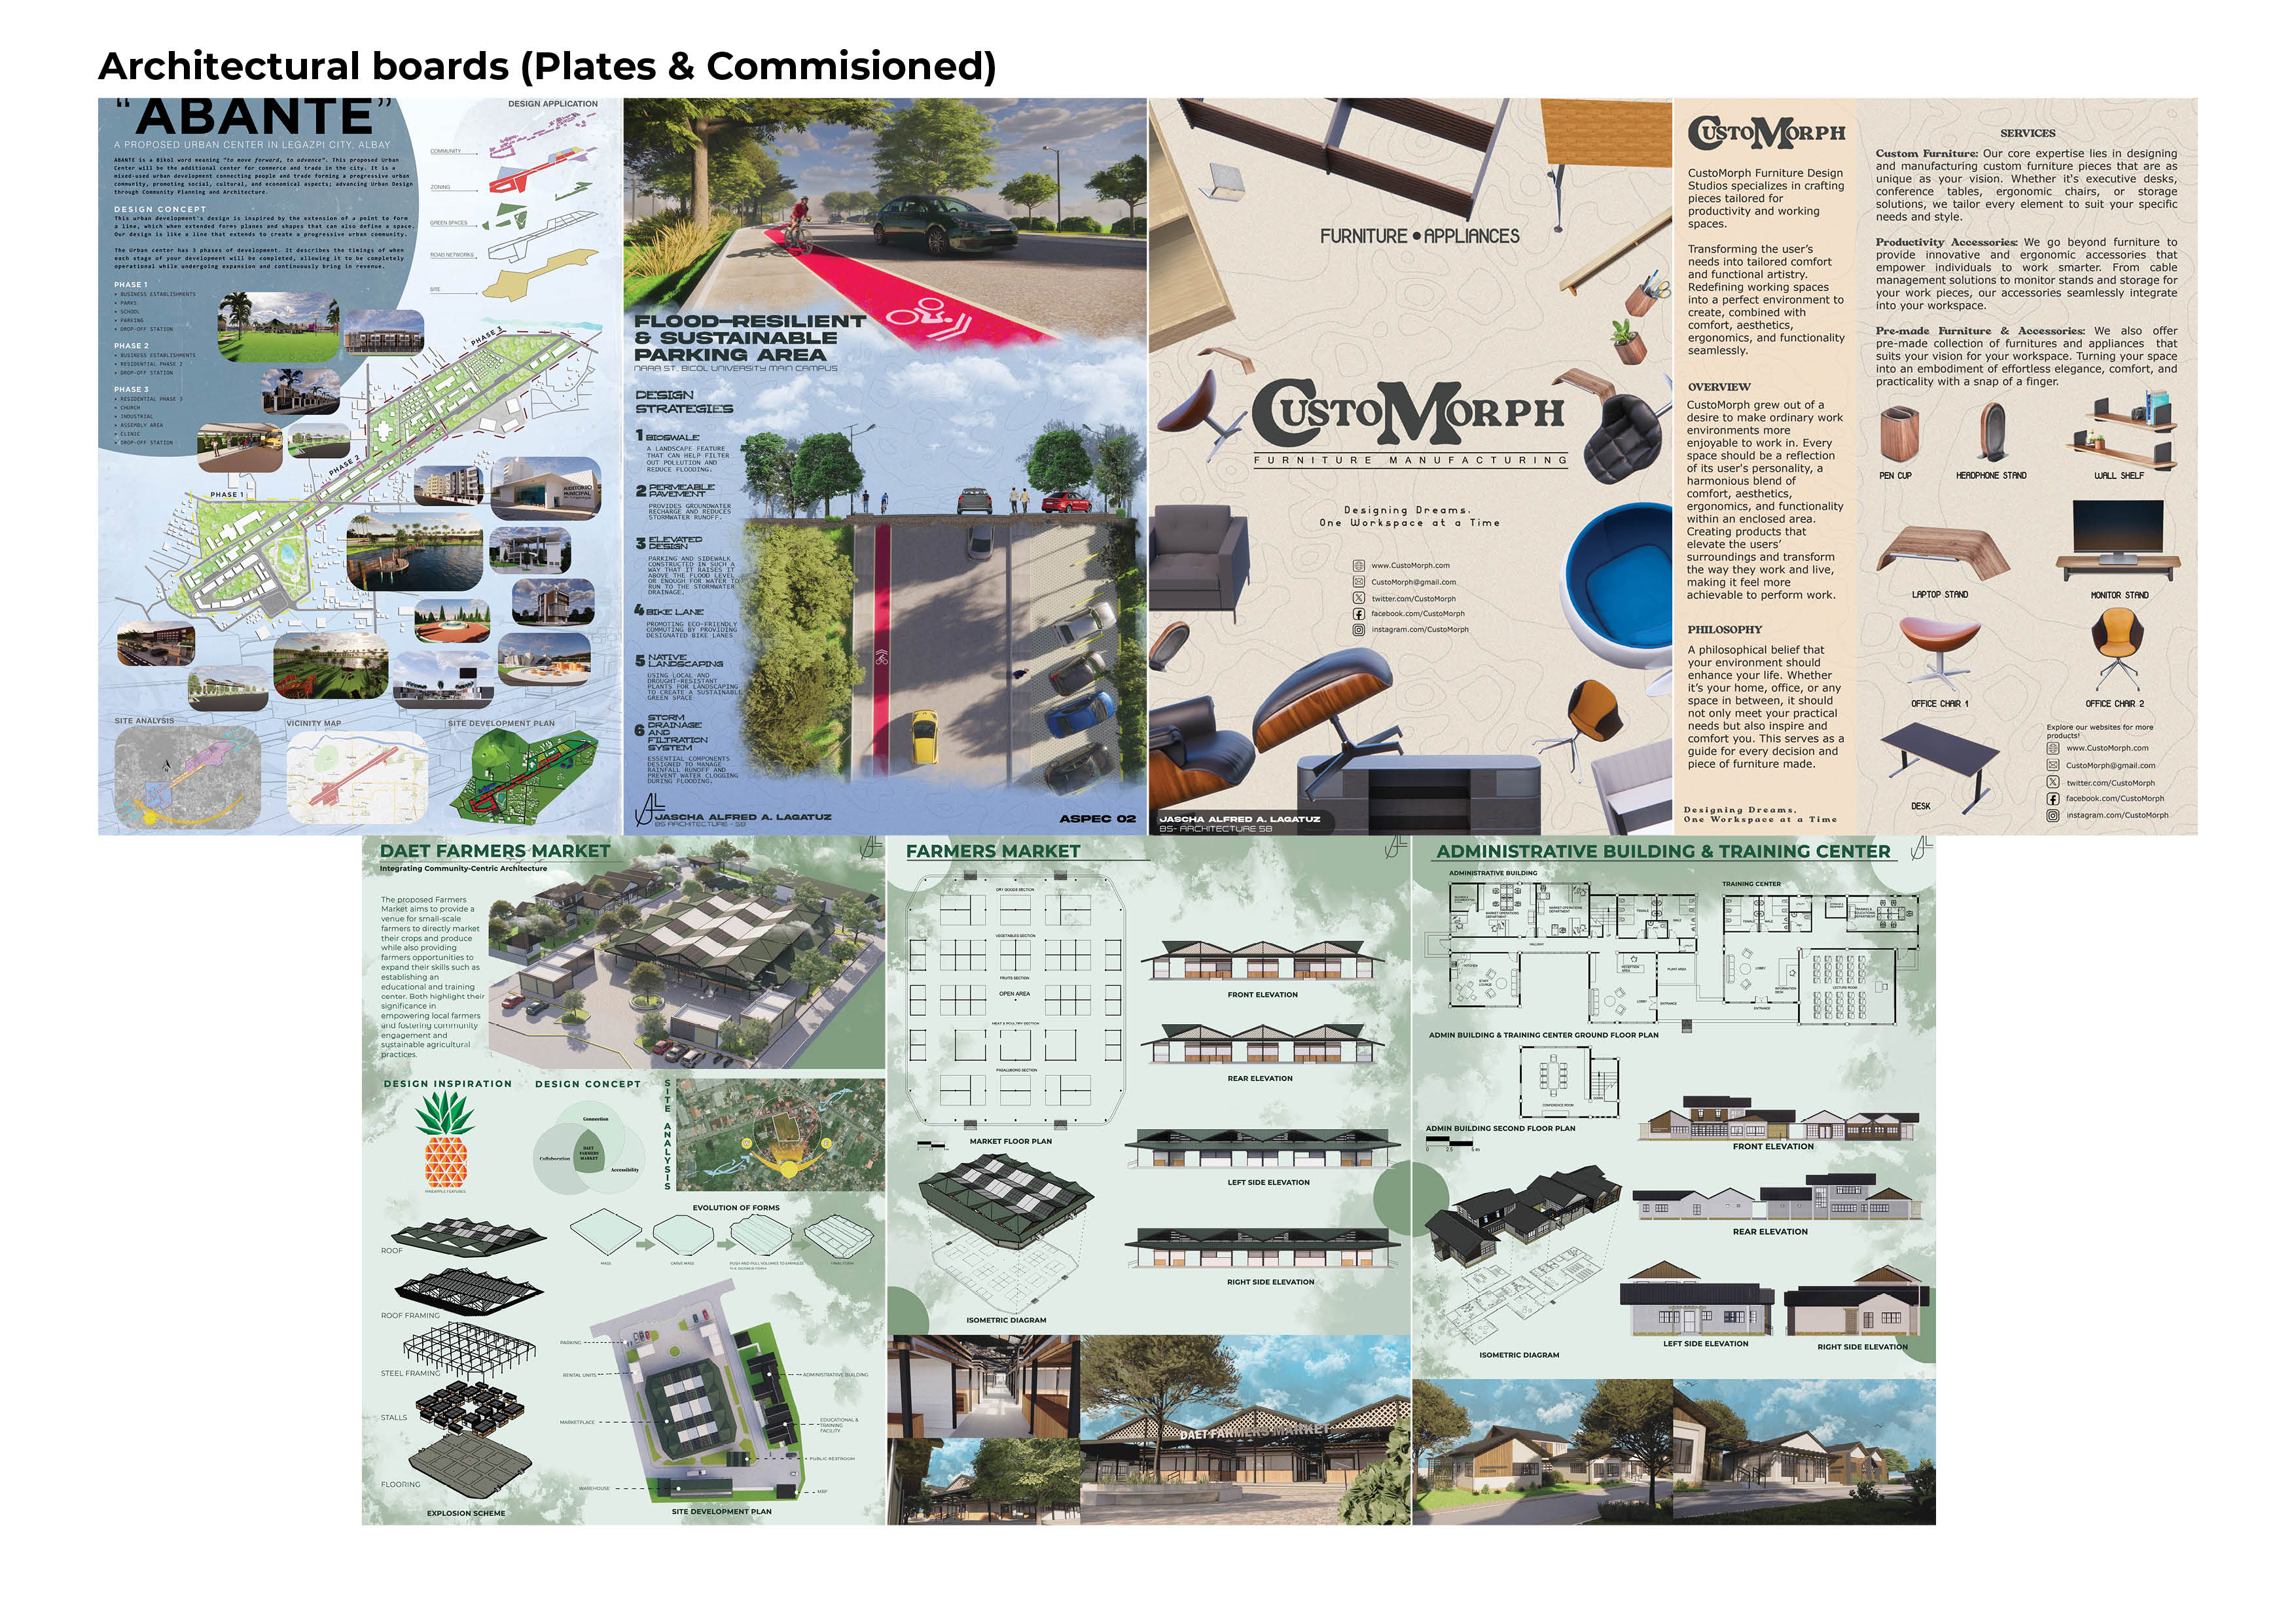 Architectural boards (Plates & Commisioned)
“ABANTE”
A PROPOSED URBAN CENTER IN LEGAZPI CITY, ALBAY
ABANTE is a Bikol word meaning "to move forward, to advance". This proposed Urban
Center will be the additional center for commerce and trade in the city. It is a
mixed-used urban development connecting people and trade forming a progressive urban
community, promoting social, cultural, and economical aspects; advancing Urban Design
through Community Planning and Architecture.
DESIGN CONCEPT
This urban development's design is inspired by the extension of a point to form
a line, which when extended forms planes and shapes that can also define a space.
Our design is like a line that extends to create a progressive urban community.
The Urban center has 3 phases of development. It describes the timings of when
each stage of your development will be completed, allowing it to be completely
operational while undergoing expansion and continuously bring in revenue.
PHASE 1
• BUSINESS ESTABLISHMENTS
• PARKS
• SCHOOL
• PARKING
• DROP-OFF STATION
PHASE 2
• BUSINESS ESTABLISHMENTS
• RESIDENTIAL PHASE 2
• DROP-OFF STATION
PHASE 3
• RESIDENTIAL PHASE 3
• CHURCH
• INDUSTRIAL
• ASSEMBLY AREA
• CLINIC
• DROP-OFF STATION
DESIGN APPLICATION
COMMUNITY
ZONING
GREEN SPACES
ROAD NETWORKS
SITE
PHASE 3
PHASE 2
PHASE 1
SITE ANALYSIS
VICINITY MAP
SITE DEVELOPMENT PLAN
FLOOD-RESILIENT
& SUSTAINABLE
PARKING AREA
NARA ST. BICOL UNIVERSITY MAIN CAMPUS
DESIGN
STRATEGIES
1 BIOSWALE
A LANDSCAPE FEATURE
THAT CAN HELP FILTER
OUT POLLUTION AND
REDUCE FLOODING.
2 PERMEABLE
PAVEMENT
PROVIDES GROUNDWATER
RECHARGE AND REDUCES
STORMWATER RUNOFF.
3 ELEVATED
DESIGN
PARKING AND SIDEWALK
CONSTRUCTED IN SUCH A
WAY THAT IT RAISES IT
ABOVE THE FLOOD LEVEL
OR ENOUGH FOR WATER TO
RUN TO THE STORMWATER
DRAINAGE.
4 BIKE LANE
PROMOTING ECO-FRIENDLY
COMMUTING BY PROVIDING
DESIGNATED BIKE LANES
5 NATIVE
LANDSCAPING
USING LOCAL AND
DROUGHT-RESISTANT
PLANTS FOR LANDSCAPING
TO CREATE A SUSTAINABLE
GREEN SPACE
6 STORM
DRAINAGE
AND
FILTRATION
SYSTEM
ESSENTIAL COMPONENTS
DESIGNED TO MANAGE
RAINFALL RUNOFF AND
PREVENT WATER CLOGGING
DURING FLOODING.
JASCHA ALFRED A. LAGATUZ
BS ARCHITECTURE - 5B
ASPEC 02
FURNITURE • APPLIANCES
CUSTOMORPH
FURNITURE MANUFACTURING
Designing Dreams.
One Workspace at a Time
www.CustoMorph.com
CustoMorph@gmail.com
twitter.com/CustoMorph
facebook.com/CustoMorph
instagram.com/CustoMorph
JASCHA ALFRED A. LAGATUZ
BS- ARCHITECTURE 5B
CUSTOMORPH
CustoMorph Furniture Design
Studios specializes in crafting
pieces tailored for
productivity and working
spaces.
Transforming the user’s
needs into tailored comfort
and functional artistry.
Redefining working spaces
into a perfect environment to
create, combined with
comfort, aesthetics,
ergonomics, and functionality
seamlessly.
OVERVIEW
CustoMorph grew out of a
desire to make ordinary work
environments more
enjoyable to work in. Every
space should be a reflection
of its user's personality, a
harmonious blend of
comfort, aesthetics,
ergonomics, and functionality
within an enclosed area.
Creating products that
elevate the users’
surroundings and transform
the way they work and live,
making it feel more
achievable to perform work.
PHILOSOPHY
A philosophical belief that
your environment should
enhance your life. Whether
it’s your home, office, or any
space in between, it should
not only meet your practical
needs but also inspire and
comfort you. This serves as a
guide for every decision and
piece of furniture made.
Designing Dreams.
One Workspace at a Time
SERVICES
Custom Furniture: Our core expertise lies in designing
and manufacturing custom furniture pieces that are as
unique as your vision. Whether it's executive desks,
conference tables, ergonomic chairs, or storage
solutions, we tailor every element to suit your specific
needs and style.
Productivity Accessories: We go beyond furniture to
provide innovative and ergonomic accessories that
empower individuals to work smarter. From cable
management solutions to monitor stands and storage for
your work pieces, our accessories seamlessly integrate
into your workspace.
Pre-made Furniture & Accessories: We also offer
pre-made collection of furnitures and appliances that
suits your vision for your workspace. Turning your space
into an embodiment of effortless elegance, comfort, and
practicality with a snap of a finger.
PEN CUP
HEADPHONE STAND
WALL SHELF
LAPTOP STAND
MONITOR STAND
OFFICE CHAIR 1
OFFICE CHAIR 2
DESK
Explore our websites for more
products!
www.CustoMorph.com
CustoMorph@gmail.com
twitter.com/CustoMorph
facebook.com/CustoMorph
instagram.com/CustoMorph
DAET FARMERS MARKET
Integrating Community-Centric Architecture
The proposed Farmers
Market aims to provide a
venue for small-scale
farmers to directly market
their crops and produce
while also providing
farmers opportunities to
expand their skills such as
establishing an
educational and training
center. Both highlight their
significance in
empowering local farmers
and fostering community
engagement and
sustainable agricultural
practices.
DESIGN INSPIRATION
PINEAPPLE FEATURES
DESIGN CONCEPT
Connection
DAET
FARMERS
MARKET
Collaboration
Accessibility
SITE ANALYSIS
EVOLUTION OF FORMS
MASS
CARVE MASS
PUSH AND PULL VOLUMES TO EMPHASIZE
THE DESIRED FORM
FINAL FORM
ROOF
ROOF FRAMING
STEEL FRAMING
STALLS
FLOORING
EXPLOSION SCHEME
PARKING
RENTAL UNITS
MARKETPLACE
WAREHOUSE
ADMINISTRATIVE BUILDING
EDUCATIONAL &
TRAINING
FACILITY
PUBLIC RESTROOM
MRF
SITE DEVELOPMENT PLAN
FARMERS MARKET
DRY GOODS SECTION
VEGETABLES SECTION
FRUITS SECTION
OPEN AREA
MEAT & POULTRY SECTION
PASALUBONG SECTION
MARKET FLOOR PLAN
ISOMETRIC DIAGRAM
FRONT ELEVATION
REAR ELEVATION
LEFT SIDE ELEVATION
RIGHT SIDE ELEVATION
DAET FARMERS MARKET
ADMINISTRATIVE BUILDING & TRAINING CENTER
ADMINISTRATIVE BUILDING
TRAINING CENTER
HALLWAY
KITCHEN
LOUNGE
RECEPTION
AREA
PLANT AREA
LOBBY
ENTRANCE
LOBBY
INFORMATION
DESK
LECTURE ROOM
ENTRANCE
ADMIN BUILDING & TRAINING CENTER GROUND FLOOR PLAN
CONFERENCE ROOM
ADMIN BUILDING SECOND FLOOR PLAN
0 2.5 5 m
ISOMETRIC DIAGRAM
FRONT ELEVATION
REAR ELEVATION
LEFT SIDE ELEVATION
RIGHT SIDE ELEVATION